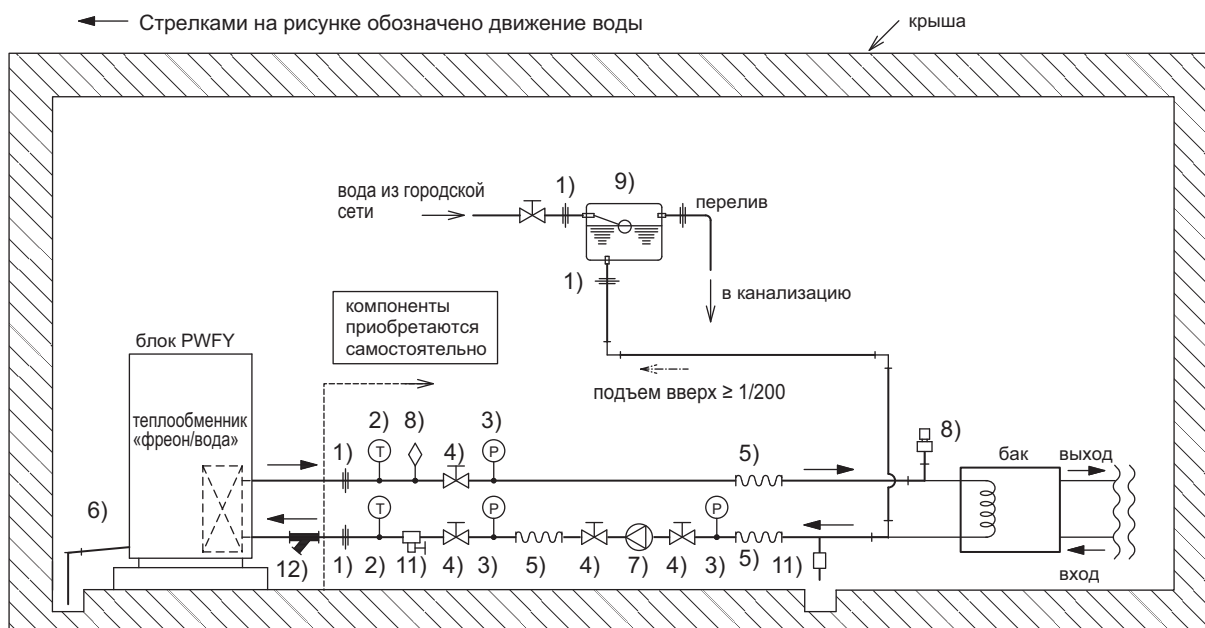 Стрелками на рисунке обозначено движение воды
крыша
вода из городской
сети
1)
9)
перелив
1)
в канализацию
компоненты
приобретаются
самостоятельно
блок PWFY
подъем вверх ≥ 1/200
теплообменник
«фреон/вода»
1)
2)
T
8)
4)
3)
P
5)
8)
бак
выход
6)
12)
1)
2)
T
11)
4)
3)
P
5)
4)
7)
4)
3)
P
5)
11)
вход